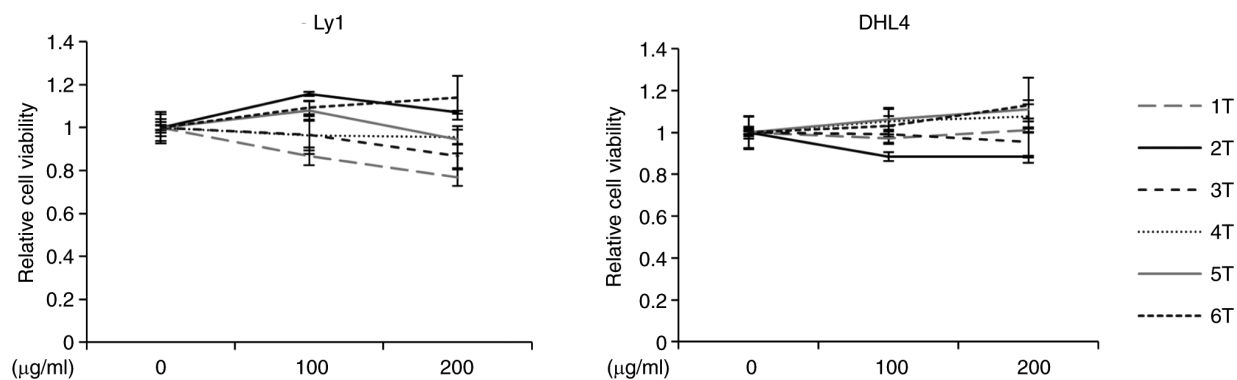 Ly1
Relative cell viability
1.4
1.2
1
0.8
0.6
0.4
0.2
0
(μg/ml)
0 100 200
DHL4
Relative cell viability
1.4
1.2
1
0.8
0.6
0.4
0.2
0
(μg/ml)
0 100 200
1T
2T
3T
4T
5T
6T